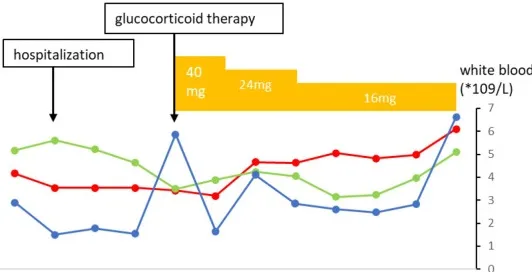 glucocorticoid therapy
hospitalization
40
mg
24mg
16mg
white blood
(*109/L)
7
6
5
4
3
2
1
0